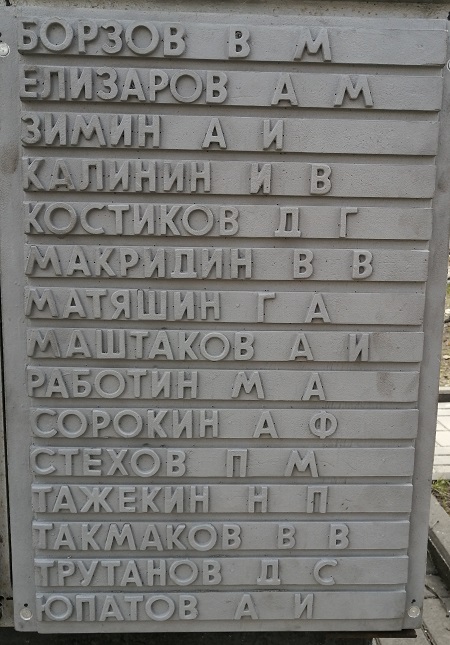 БОРЗОВ В М
ЕЛИЗАРОВ А М
ЗИМИН А И
КАЛИНИН И В
КОСТИКОВ Д Г
МАКРИДИН В В
МАТЯШИН Г А
МАШТАКОВ А И
РАБОТИН М А
СОРОКИН А Ф
СТЕХОВ П М
ТАЖЕКИН Н П
ТАКМАКОВ В В
ТРУТАНОВ Д С
ЮПАТОВ А И